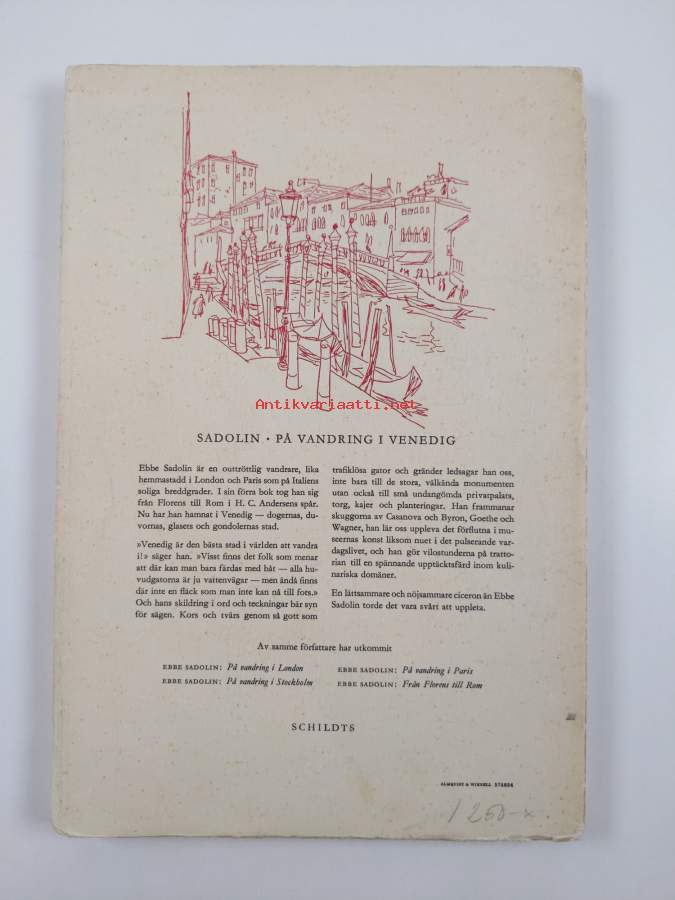 Antikvariaatti.net
SADOLIN · PÅ VANDRING I VENEDIG
Ebbe Sadolin är en outtröttlig vandrare, lika
hemmastadd i London och Paris som på Italiens
soliga breddgrader. I sin förra bok tog han sig
från Florens till Rom i H. C. Andersens spår.
Nu har han hamnat i Venedig — dogernas, du-
vornas, glasets och gondolernas stad.
»Venedig är den bästa stad i världen att vandra
i!» säger han. »Visst finns det folk som menar
att där kan man bara färdas med båt — alla hu-
vudgatorna är ju vattenvägar — men ändå finns
där inte en fläck som man inte kan nå till fots.»
Och hans skildring i ord och teckningar bär syn
för sägen. Kors och tvärs genom så gott som
trafiklösa gator och gränder ledsagar han oss,
inte bara till de stora, välkända monumenten
utan också till små undangömda privatpalats,
torg, kajer och planteringar. Han frammanar
skuggorna av Casanova och Byron, Goethe och
Wagner, han lär oss uppleva det förflutna i mu-
seernas konst liksom nuet i det pulserande var-
dagslivet, och han gör vilostunderna på tratto-
rian till en spännande upptäcktsfärd inom kuli-
nariska domäner.
En lättsammare och nöjsammare ciceron än Ebbe
Sadolin torde det vara svårt att uppleta.
Av samme författare har utkommit
EBBE SADOLIN: På vandring i London
EBBE SADOLIN: På vandring i Stockholm
EBBE SADOLIN: På vandring i Paris
EBBE SADOLIN: Från Florens till Rom
SCHILDTS
ALMQVIST & WIKSELL